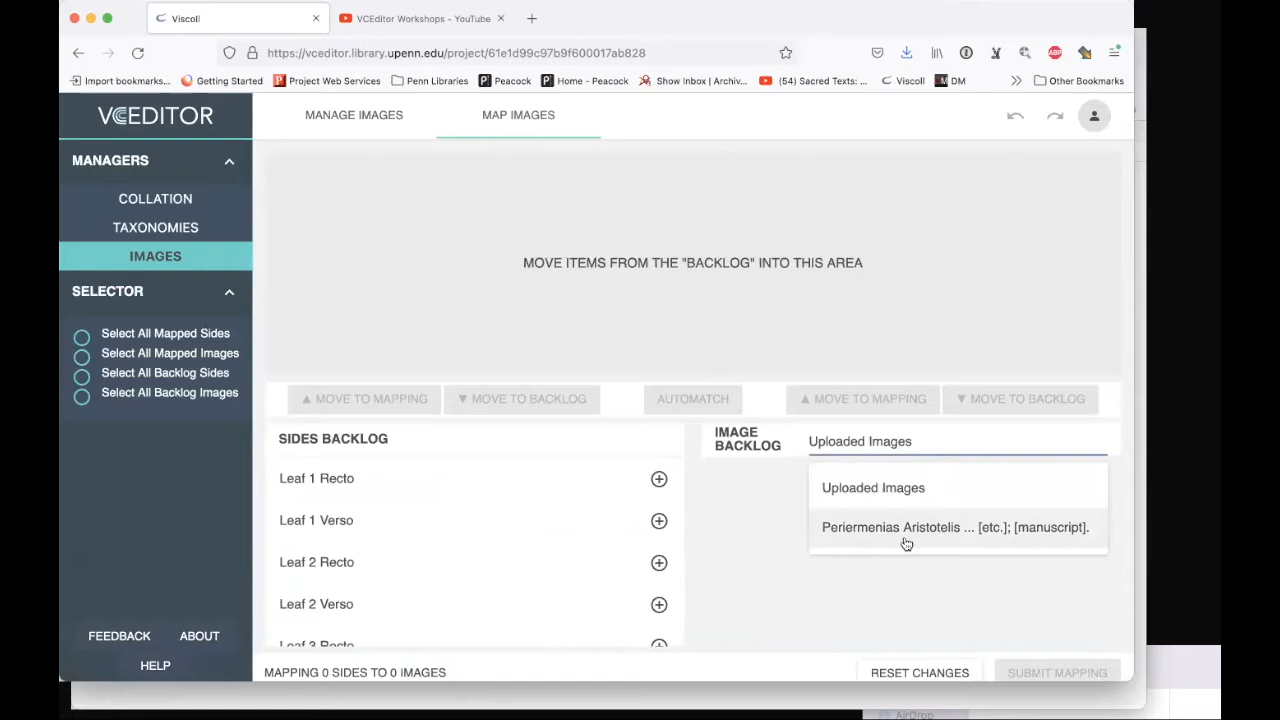 Viscoll
VCEditor Workshops - YouTube
https://vceditor.library.upenn.edu/project/61e1d99c97b9f600017ab828
Import bookmarks...
Getting Started
Project Web Services
Penn Libraries
Peacock
Home - Peacock
Show Inbox | Archiv...
(54) Sacred Texts: ...
Viscoll
DM
Other Bookmarks
VCEDITOR
MANAGE IMAGES
MAP IMAGES
MANAGERS
COLLATION
TAXONOMIES
IMAGES
SELECTOR
Select All Mapped Sides
Select All Mapped Images
Select All Backlog Sides
Select All Backlog Images
FEEDBACK
ABOUT
HELP
MOVE ITEMS FROM THE "BACKLOG" INTO THIS AREA
▲ MOVE TO MAPPING
▼ MOVE TO BACKLOG
AUTOMATCH
▲ MOVE TO MAPPING
▼ MOVE TO BACKLOG
SIDES BACKLOG
Leaf 1 Recto
Leaf 1 Verso
Leaf 2 Recto
Leaf 2 Verso
Leaf 3 Recto
IMAGE
BACKLOG
Uploaded Images
Uploaded Images
Periermenias Aristotelis ... [etc.]; [manuscript].
MAPPING 0 SIDES TO 0 IMAGES
RESET CHANGES
SUBMIT MAPPING
AirDrop